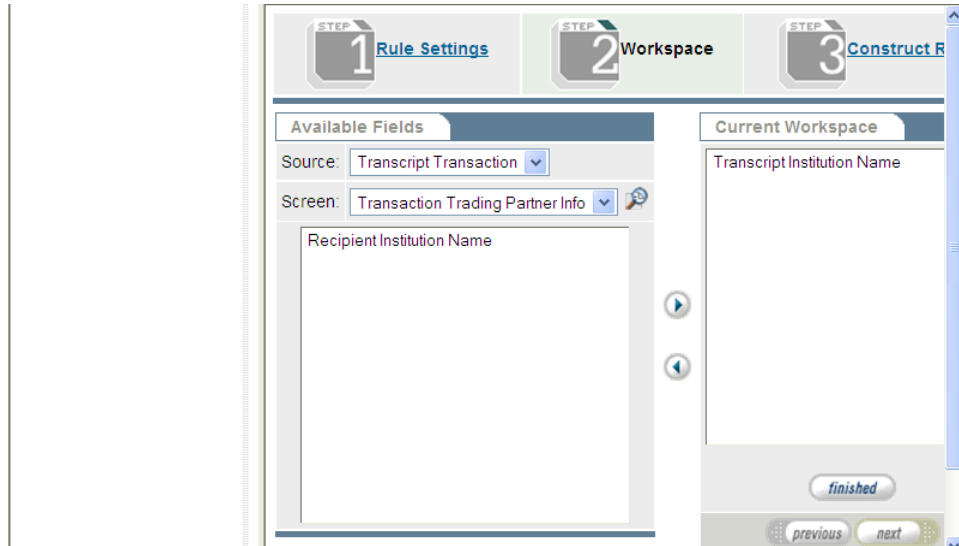 STEP 1 Rule Settings
STEP 2 Workspace
STEP 3 Construct R
Available Fields
Source: Transcript Transaction
Screen: Transaction Trading Partner Info
Recipient Institution Name
Current Workspace
Transcript Institution Name
finished
previous next